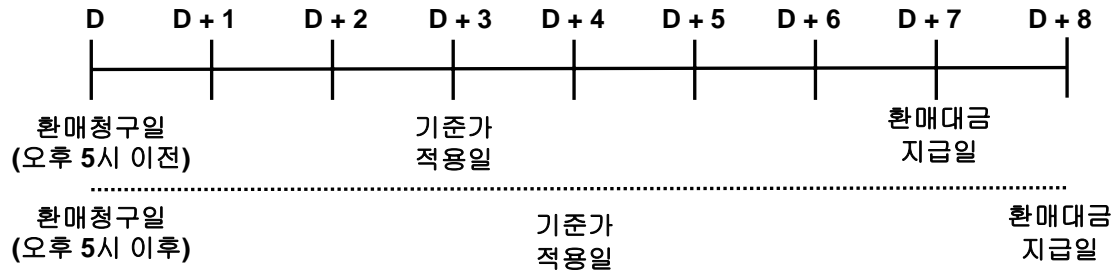 D D + 1 D + 2 D + 3 D + 4 D + 5 D + 6 D + 7 D + 8
환매청구일
(오후 5시 이전)
기준가
적용일
환매대금
지급일
환매청구일
(오후 5시 이후)
기준가
적용일
환매대금
지급일